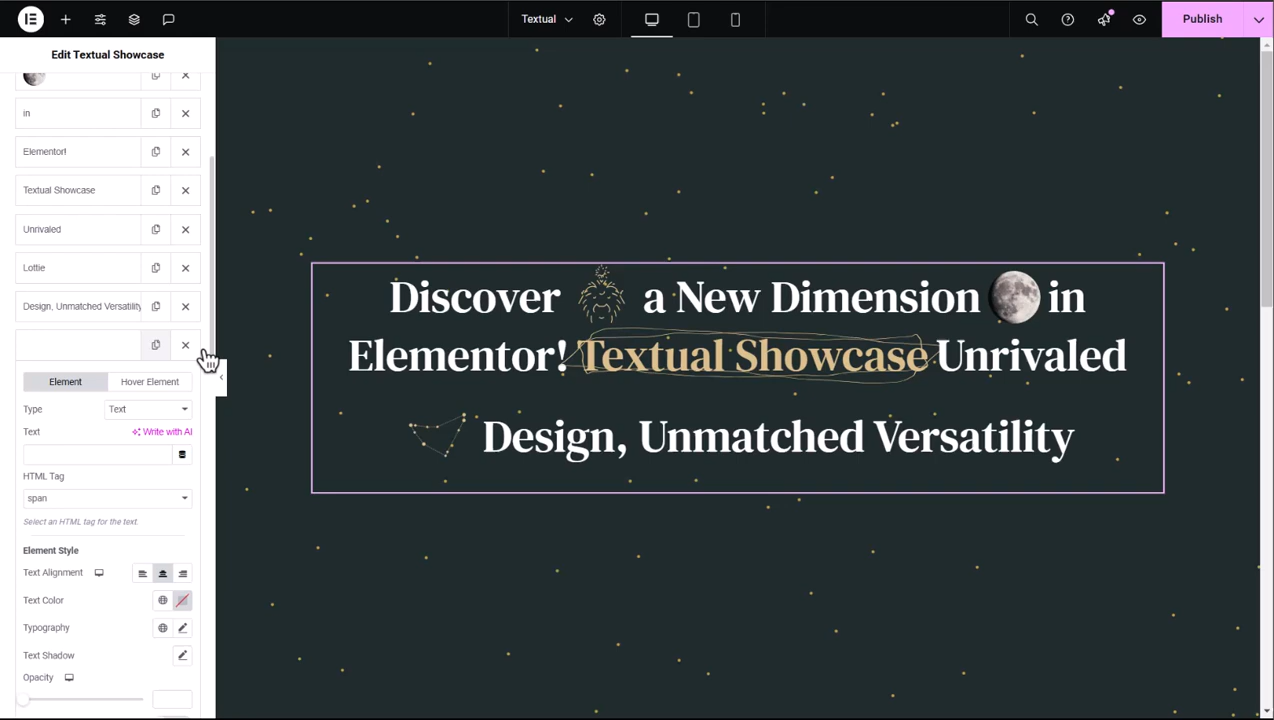 Textual
Publish
Edit Textual Showcase
in
Elementor!
Textual Showcase
Unrivaled
Lottie
Design, Unmatched Versatility
Element
Hover Element
Type
Text
Text
Write with AI
HTML Tag
span
Select an HTML tag for the text.
Element Style
Text Alignment
Text Color
Typography
Text Shadow
Opacity
Discover a New Dimension in
Elementor! Textual Showcase Unrivaled
Design, Unmatched Versatility